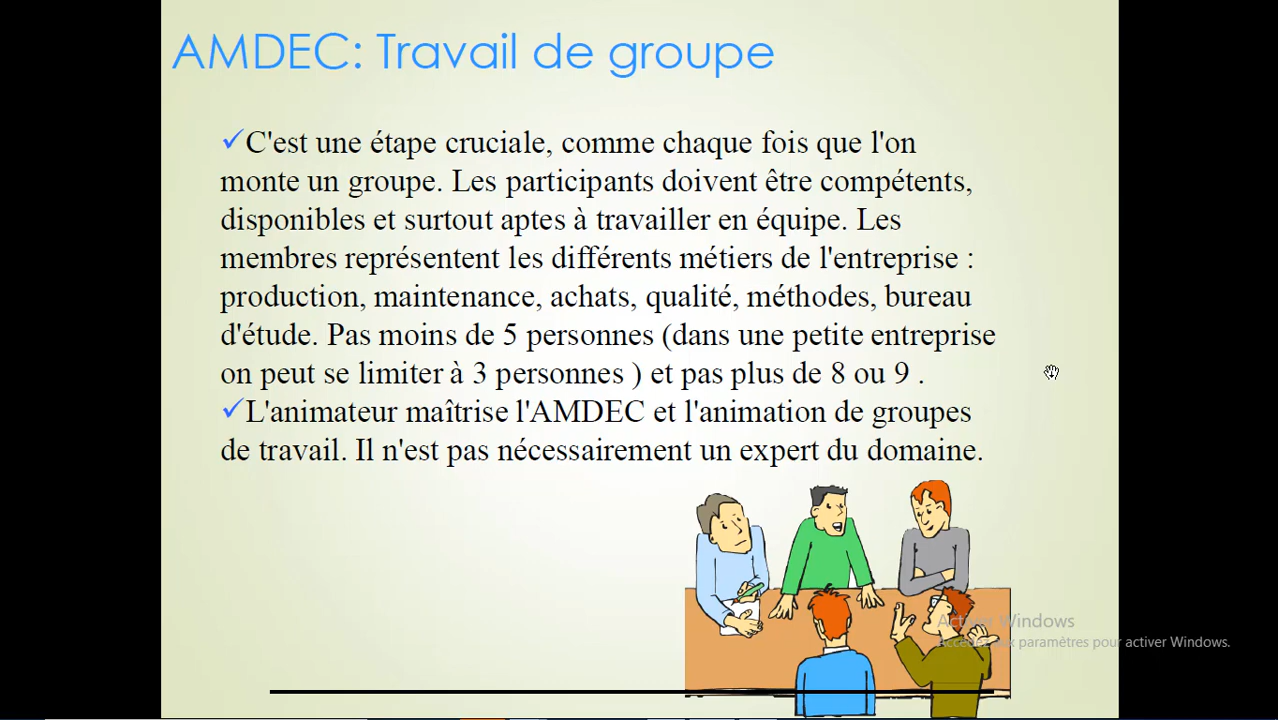 AMDEC: Travail de groupe
✓C'est une étape cruciale, comme chaque fois que l'on
monte un groupe. Les participants doivent être compétents,
disponibles et surtout aptes à travailler en équipe. Les
membres représentent les différents métiers de l'entreprise :
production, maintenance, achats, qualité, méthodes, bureau
d'étude. Pas moins de 5 personnes (dans une petite entreprise
on peut se limiter à 3 personnes ) et pas plus de 8 ou 9 .
✓L'animateur maîtrise l'AMDEC et l'animation de groupes
de travail. Il n'est pas nécessairement un expert du domaine.
Activer Windows
Accédez aux paramètres pour activer Windows.